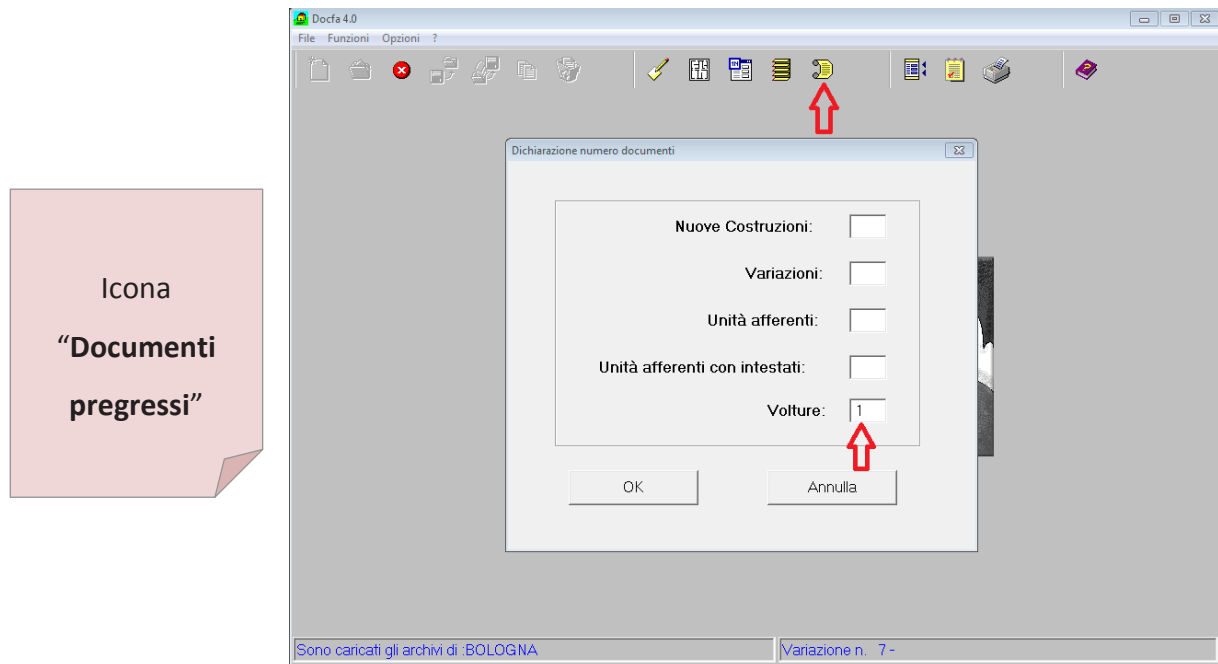 Docfa 4.0
File Funzioni Opzioni ?
Dichiarazione numero documenti
Nuove Costruzioni:
Variazioni:
Unità afferenti:
Unità afferenti con intestati:
Volture: 1
OK Annulla
Icona
“Documenti
pregressi”
Sono caricati gli archivi di :BOLOGNA
Variazione n. 7 -